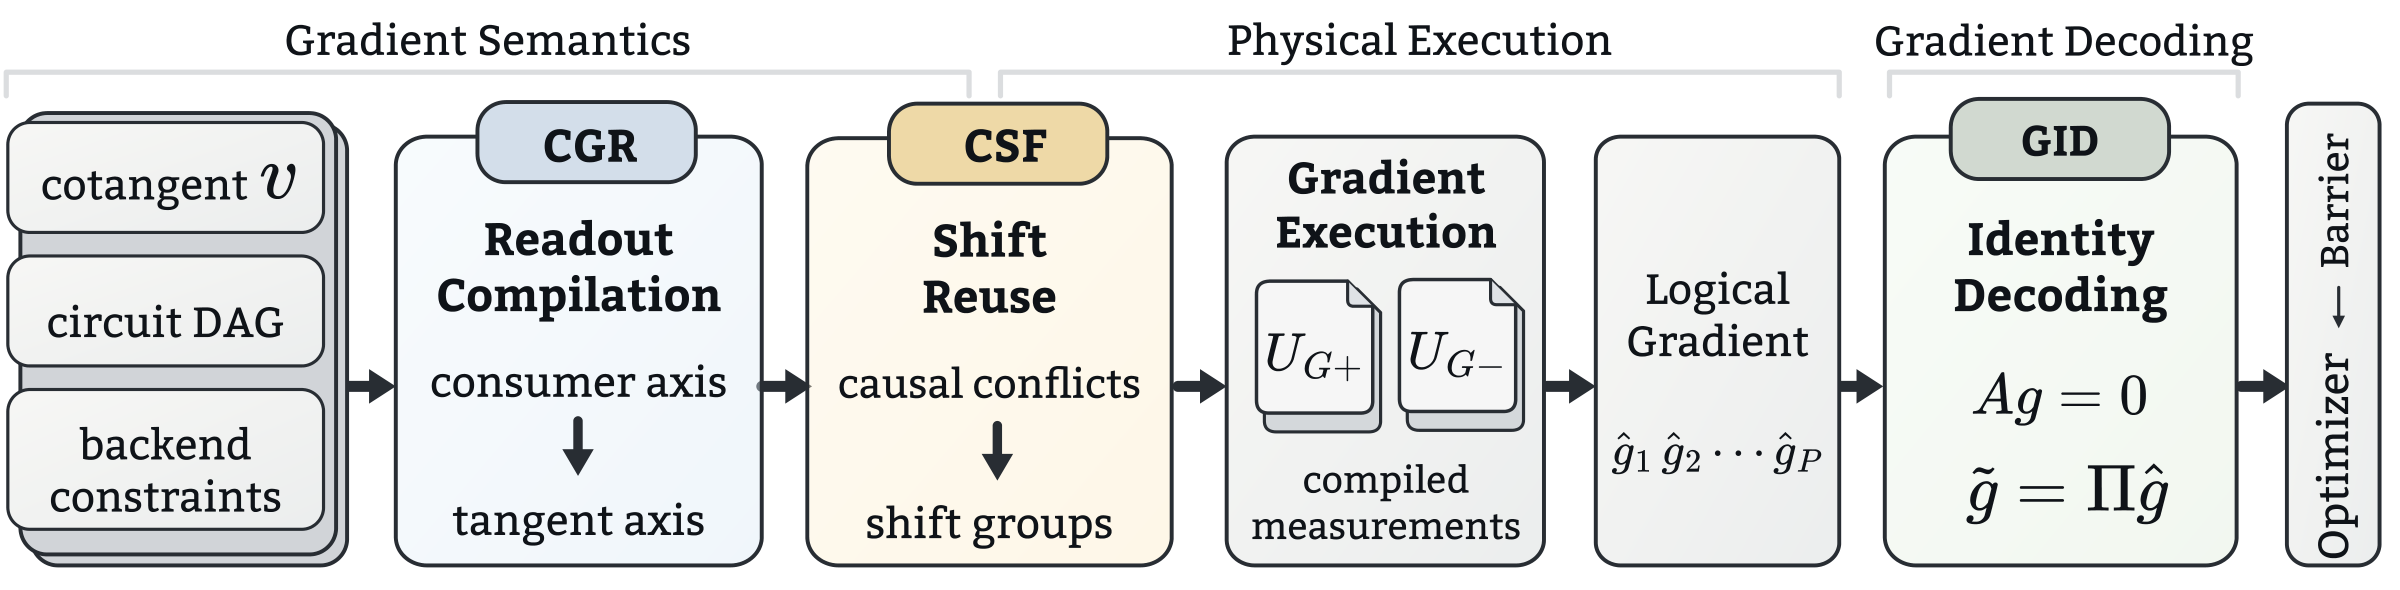 Gradient Semantics
Physical Execution
Gradient Decoding
cotangent v
circuit DAG
backend
constraints
CGR
Readout
Compilation
consumer axis
tangent axis
CSF
Shift
Reuse
causal conflicts
shift groups
Gradient
Execution
U_{G+}
U_{G-}
compiled
measurements
Logical
Gradient
ĝ₁ ĝ₂ ··· ĝ_P
GID
Identity
Decoding
Ag = 0
g̃ = Πĝ
Optimizer ← Barrier